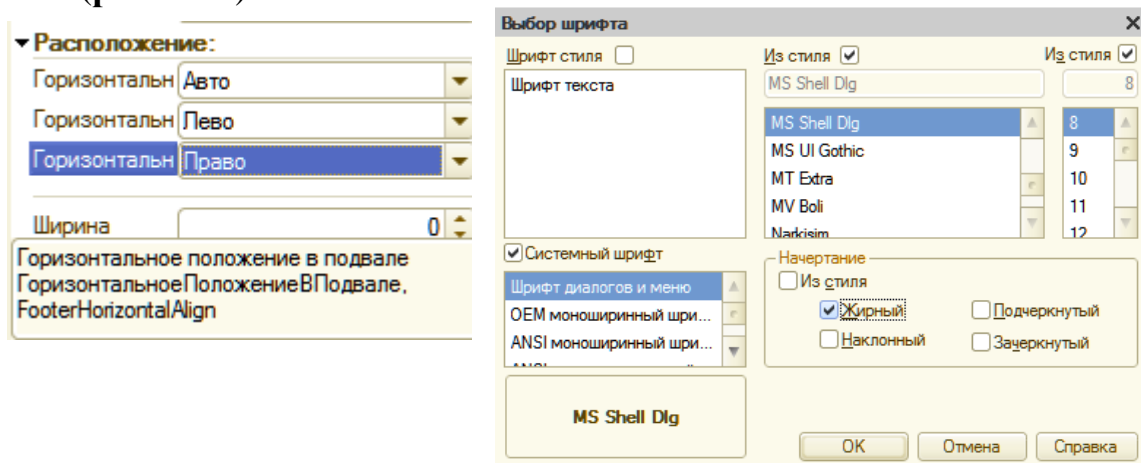 Расположение:
Горизонтальн Авто
Горизонтальн Лево
Горизонтальн Право
Ширина 0
Горизонтальное положение в подвале
ГоризонтальноеПоложениеВПодвале,
FooterHorizontalAlign
Выбор шрифта
Шрифт стиля
Из стиля
Из стиля
Шрифт текста
MS Shell Dlg
8
MS Shell Dlg
8
MS UI Gothic
9
MT Extra
10
MV Boli
11
Narkisim
12
Системный шрифт
Шрифт диалогов и меню
OEM моноширинный шри...
ANSI моноширинный шри...
Начертание
Из стиля
Жирный
Подчеркнутый
Наклонный
Зачеркнутый
MS Shell Dlg
OK
Отмена
Справка